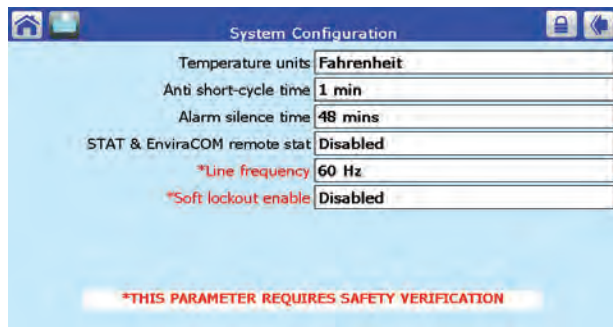 System Configuration
Temperature units Fahrenheit
Anti short-cycle time 1 min
Alarm silence time 48 mins
STAT & EnviraCOM remote stat Disabled
*Line frequency 60 Hz
*Soft lockout enable Disabled
*THIS PARAMETER REQUIRES SAFETY VERIFICATION